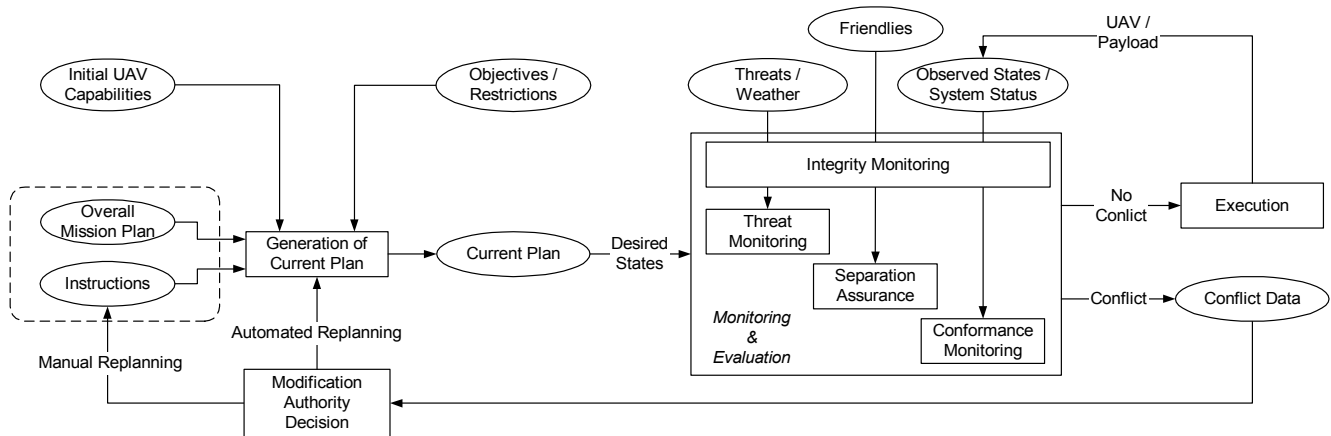 Friendlies
UAV /
Payload
Initial UAV
Capabilities
Objectives /
Restrictions
Threats /
Weather
Observed States /
System Status
Integrity Monitoring
Overall
Mission Plan
Instructions
Generation of
Current Plan
Current Plan
Desired
States
Threat
Monitoring
Separation
Assurance
Conformance
Monitoring
Monitoring
&
Evaluation
No
Conlict
Execution
Conflict
Conflict Data
Automated Replanning
Manual Replanning
Modification
Authority
Decision